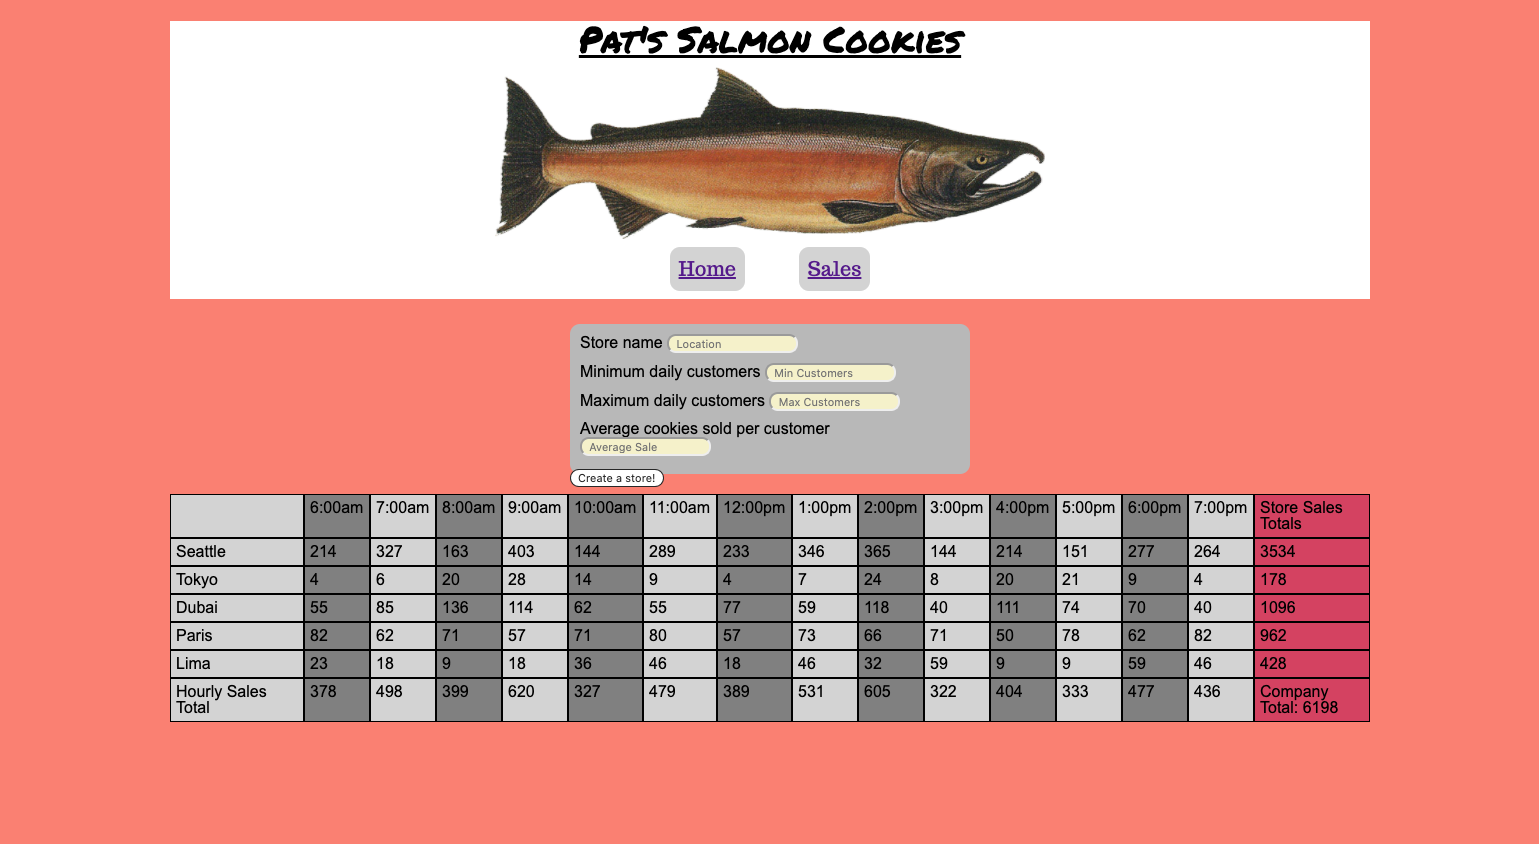 Pat's Salmon Cookies
Home Sales
Store name Location
Minimum daily customers Min Customers
Maximum daily customers Max Customers
Average cookies sold per customer
Average Sale
Create a store!
6:00am 7:00am 8:00am 9:00am 10:00am 11:00am 12:00pm 1:00pm 2:00pm 3:00pm 4:00pm 5:00pm 6:00pm 7:00pm Store Sales
Totals
Seattle 214 327 163 403 144 289 233 346 365 144 214 151 277 264 3534
Tokyo 4 6 20 28 14 9 4 7 24 8 20 21 9 4 178
Dubai 55 85 136 114 62 55 77 59 118 40 111 74 70 40 1096
Paris 82 62 71 57 71 80 57 73 66 71 50 78 62 82 962
Lima 23 18 9 18 36 46 18 46 32 59 9 9 59 46 428
Hourly Sales 378 498 399 620 327 479 389 531 605 322 404 333 477 436 Company
Total Total: 6198